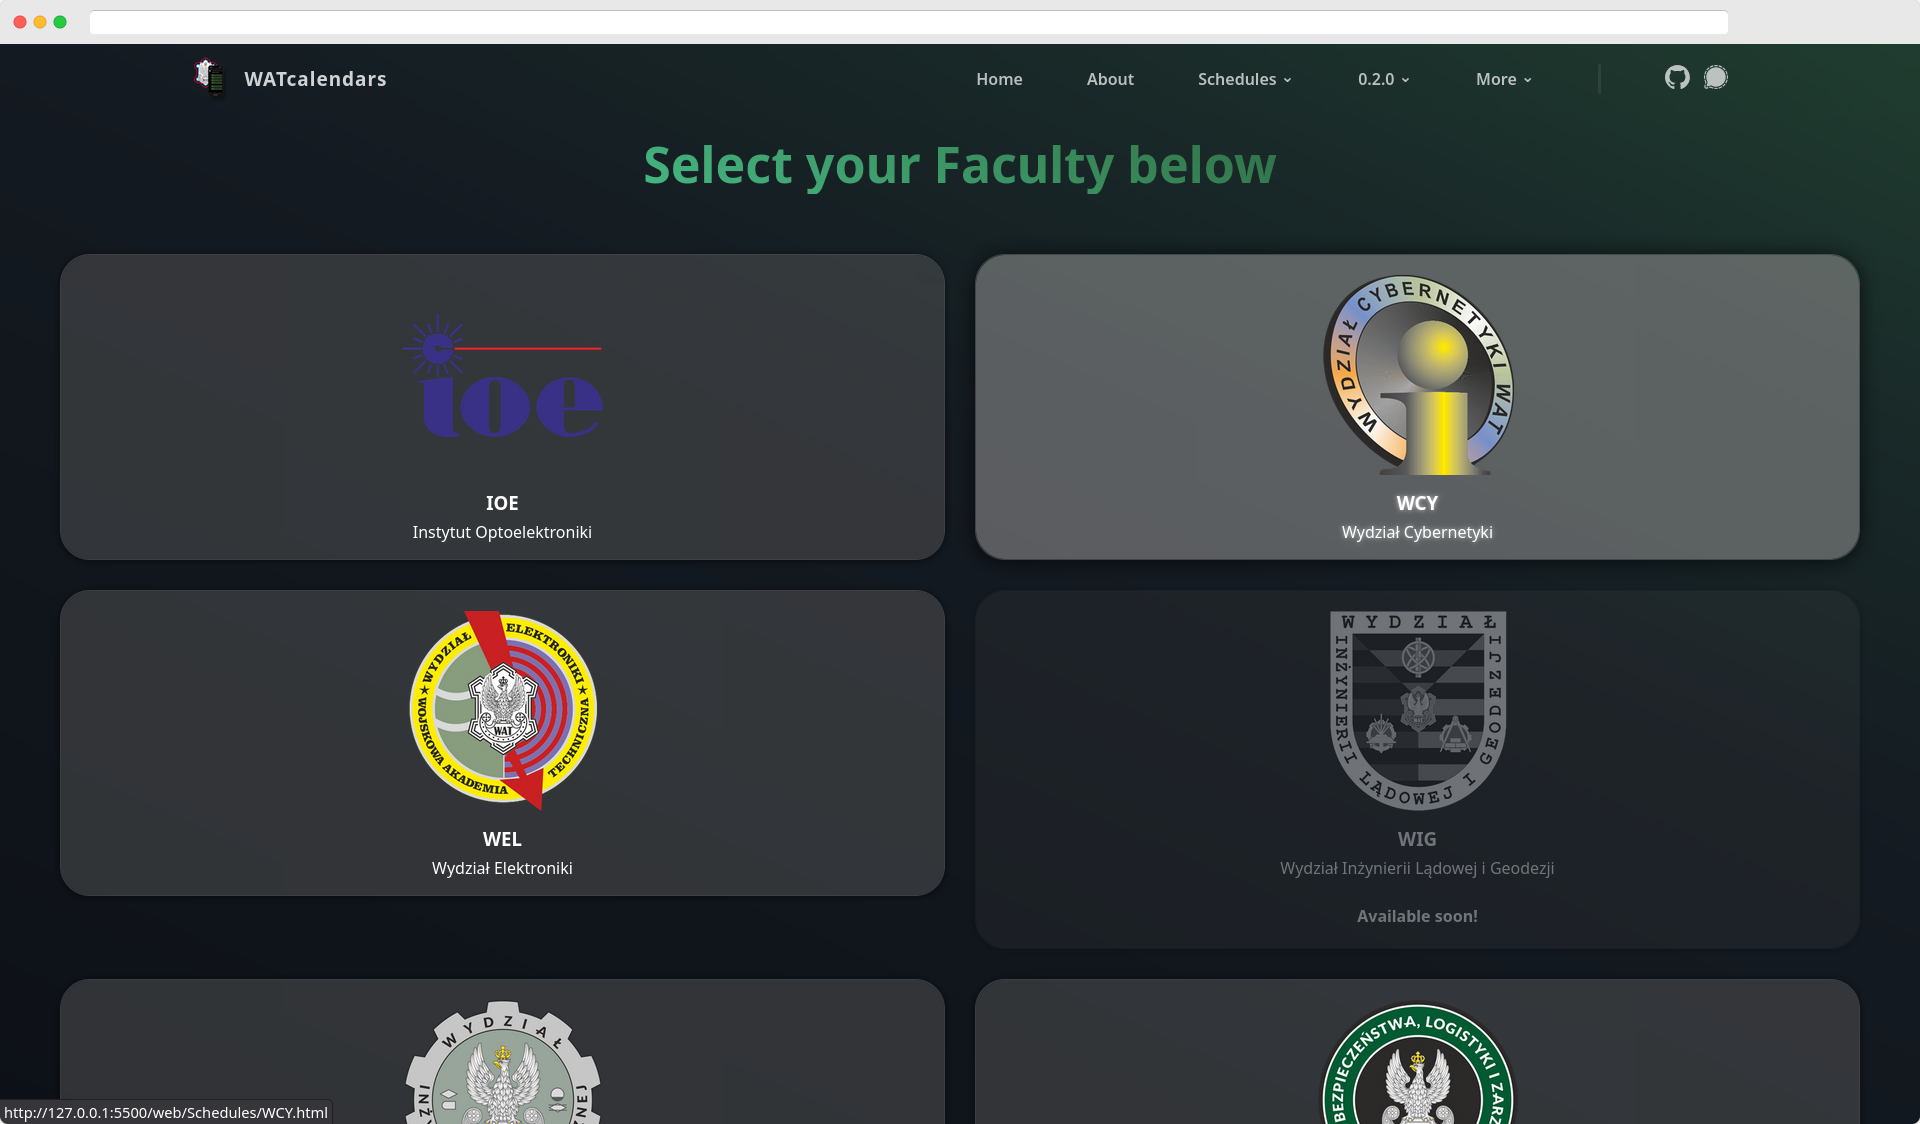 WATcalendars
Home
About
Schedules
0.2.0
More
Select your Faculty below
ioe
IOE
Instytut Optoelektroniki
WYDZIAŁ CYBERNETYKI WAT
i
WCY
Wydział Cybernetyki
WYDZIAŁ ELEKTRONIKI
WOJSKOWA AKADEMIA TECHNICZNA
WAT
WEL
Wydział Elektroniki
WYDZIAŁ
INŻYNIERII LĄDOWEJ I GEODEZJI
WIG
Wydział Inżynierii Lądowej i Geodezji
Available soon!
WYDZIAŁ
BEZPIECZEŃSTWA, LOGISTYKI I
http://127.0.0.1:5500/web/Schedules/WCY.html